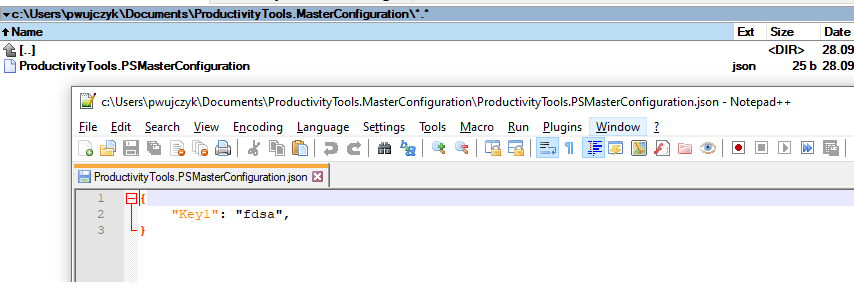 c:\Users\pwujczyk\Documents\ProductivityTools.MasterConfiguration\*.*
Name Ext Size Date
[..] <DIR> 28.09
ProductivityTools.PSMasterConfiguration json 25 b 28.09
c:\Users\pwujczyk\Documents\ProductivityTools.MasterConfiguration\ProductivityTools.PSMasterConfiguration.json - Notepad++
File Edit Search View Encoding Language Settings Tools Macro Run Plugins Window ?
ProductivityTools.PSMasterConfiguration.json
1 {
2 "Key1": "fdsa",
3 }